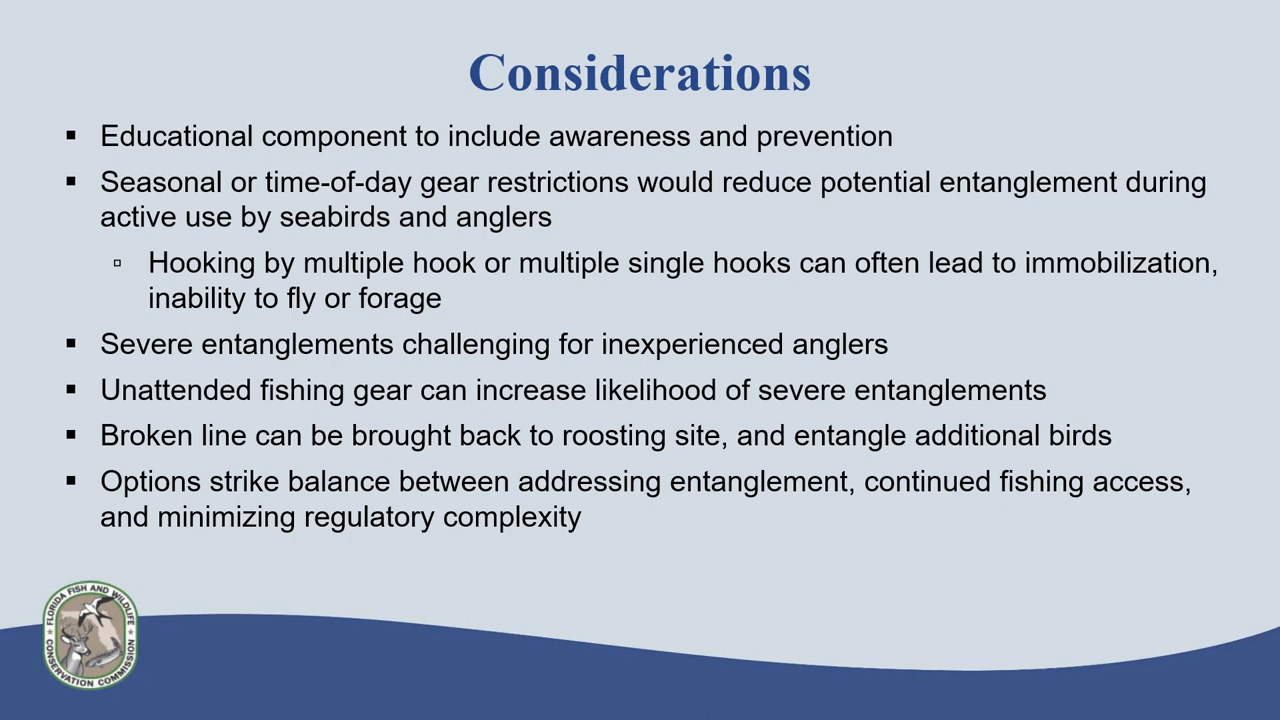 Considerations
▪ Educational component to include awareness and prevention
▪ Seasonal or time-of-day gear restrictions would reduce potential entanglement during
active use by seabirds and anglers
▫ Hooking by multiple hook or multiple single hooks can often lead to immobilization,
inability to fly or forage
▪ Severe entanglements challenging for inexperienced anglers
▪ Unattended fishing gear can increase likelihood of severe entanglements
▪ Broken line can be brought back to roosting site, and entangle additional birds
▪ Options strike balance between addressing entanglement, continued fishing access,
and minimizing regulatory complexity
FLORIDA FISH AND WILDLIFE
CONSERVATION COMMISSION